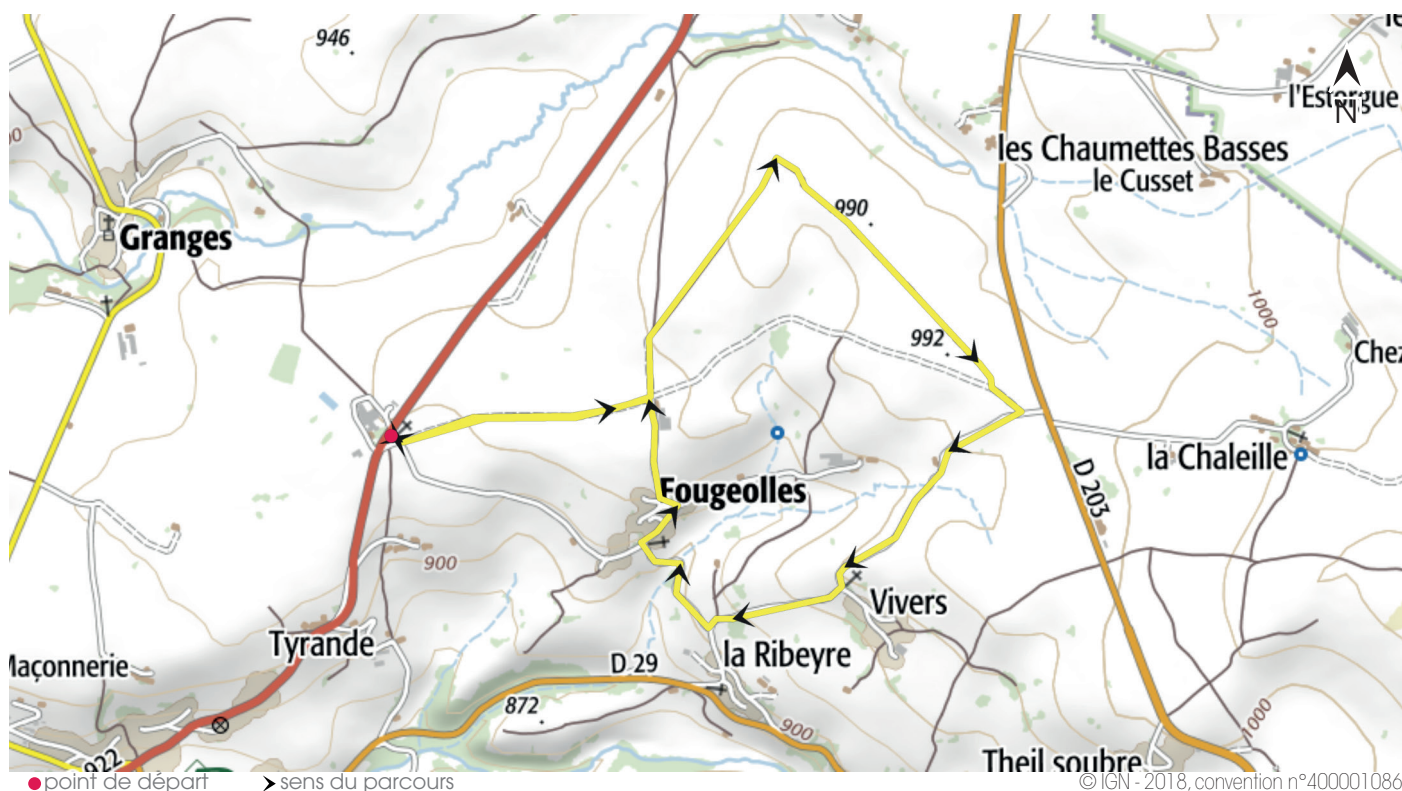 946
l'Estorgue
N
les Chaumettes Basses
le Cusset
990
Granges
1000
992
Chez
la Chaleille
D 203
Fougeolles
900
Vivers
Tyrande
la Ribeyre
Maçonnerie
D 29
872
900
1000
922
Theil soubre
point de départ
sens du parcours
© IGN - 2018, convention n°400001086